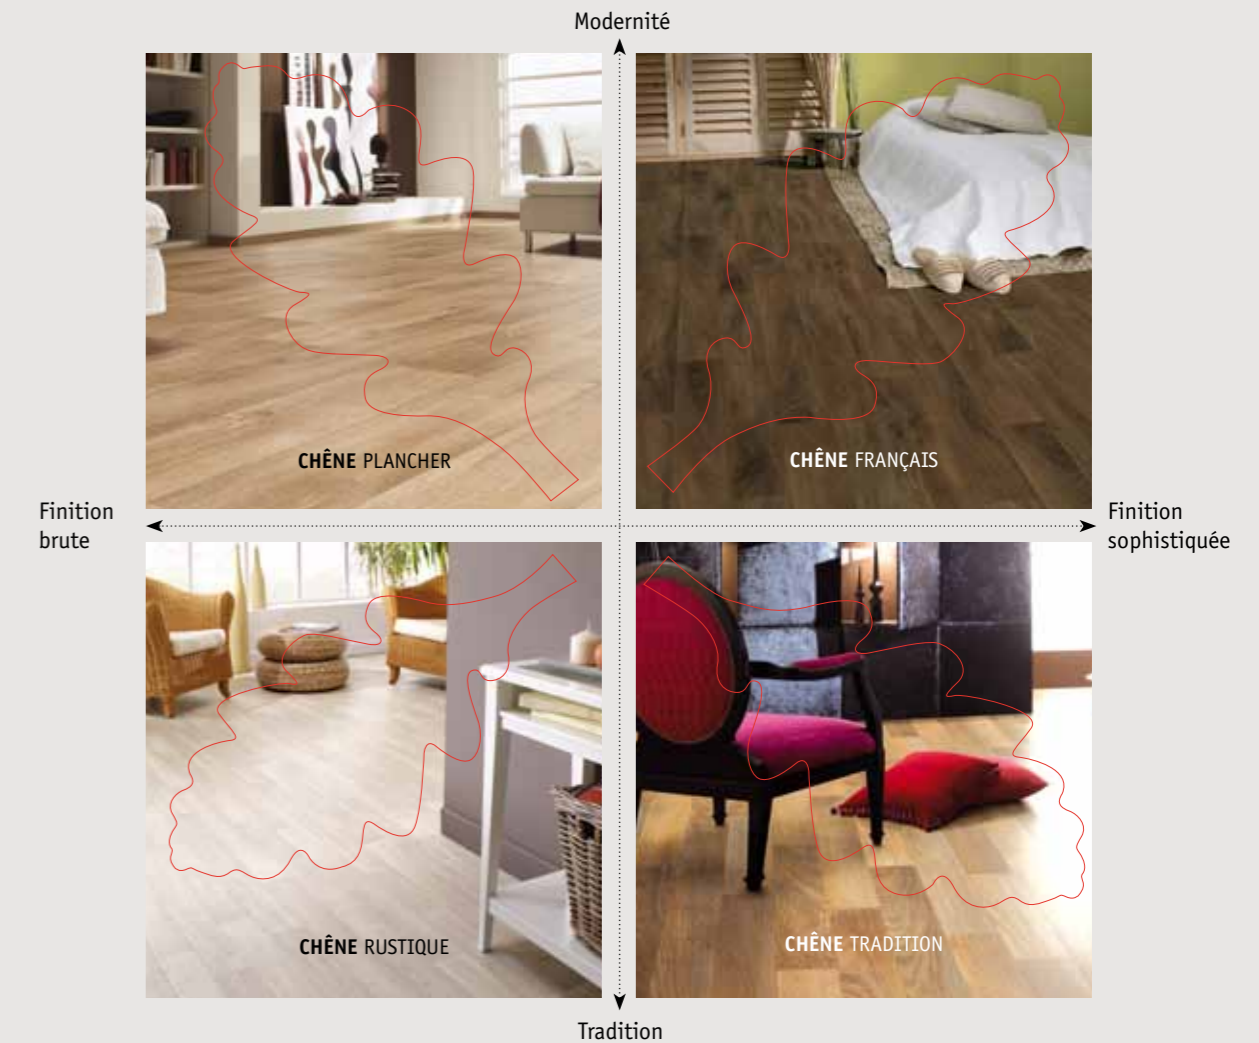 Modernité
CHÊNE PLANCHER
CHÊNE FRANÇAIS
Finition
brute
Finition
sophistiquée
CHÊNE RUSTIQUE
CHÊNE TRADITION
Tradition